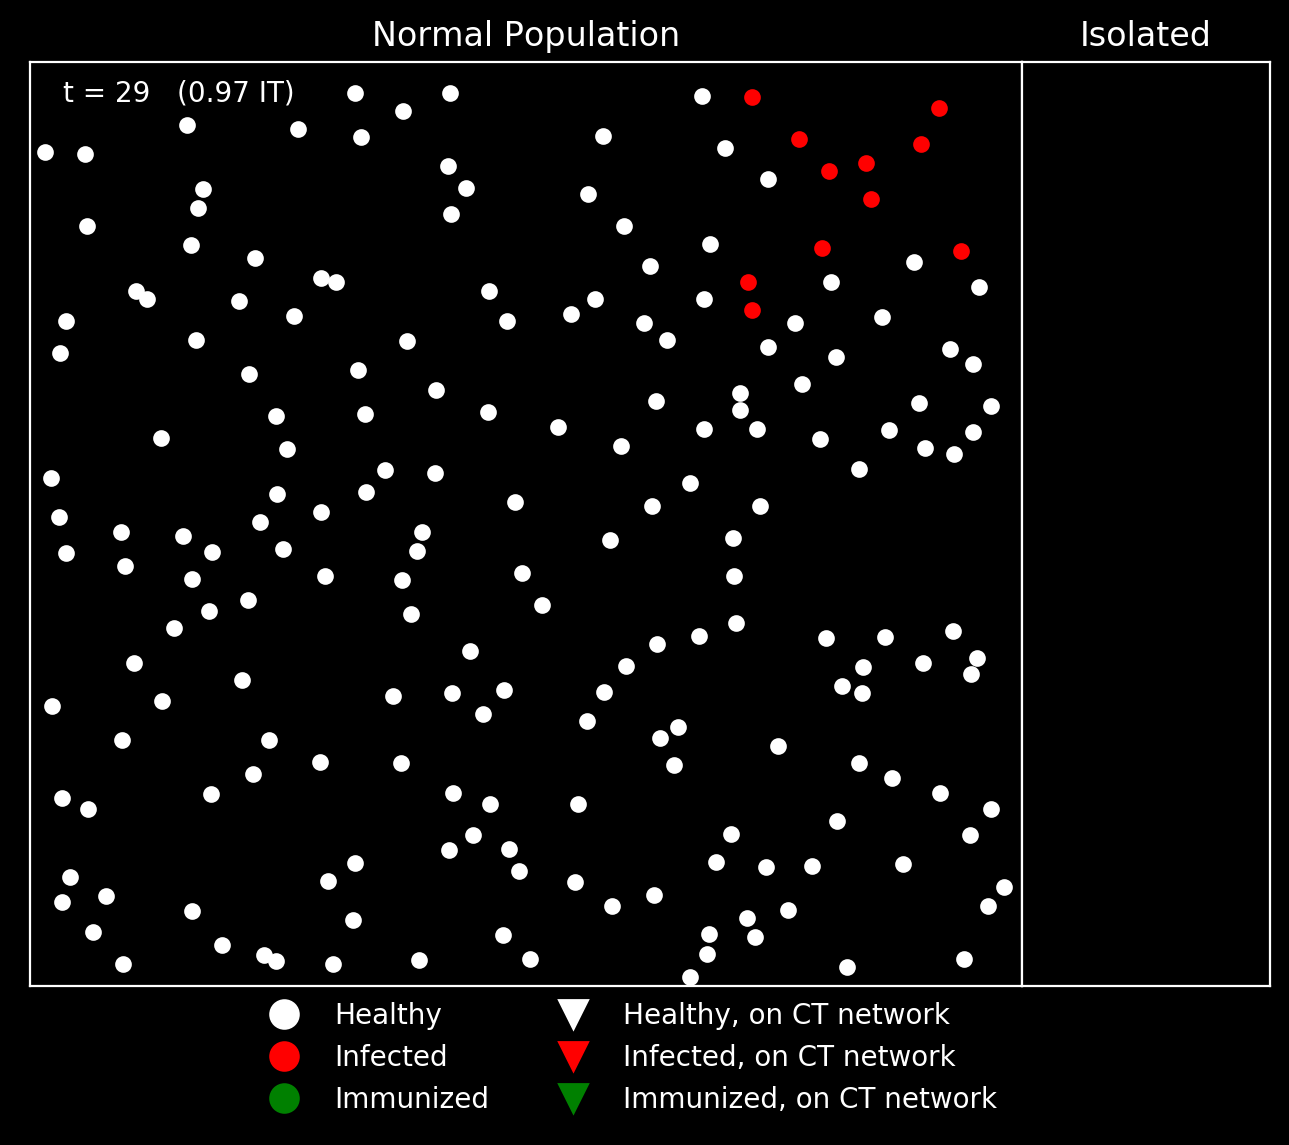 Normal Population
Isolated
t = 29   (0.97 IT)
Healthy
Infected
Immunized
Healthy, on CT network
Infected, on CT network
Immunized, on CT network